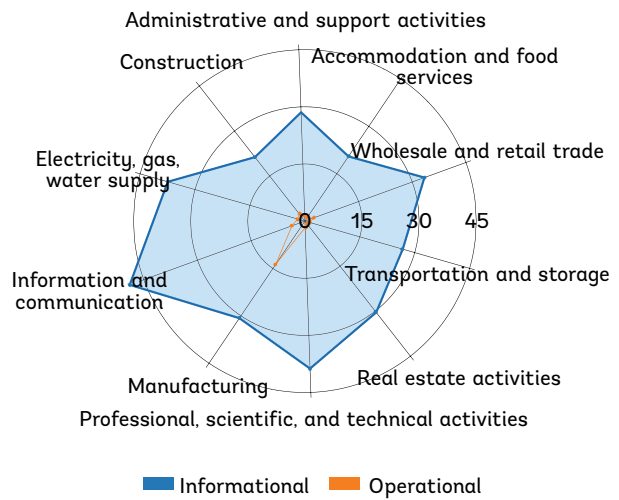 Administrative and support activities
Construction
Accommodation and food
services
Wholesale and retail trade
Electricity, gas,
water supply
0 15 30 45
Transportation and storage
Information and
communication
Real estate activities
Manufacturing
Professional, scientific, and technical activities
Informational
Operational